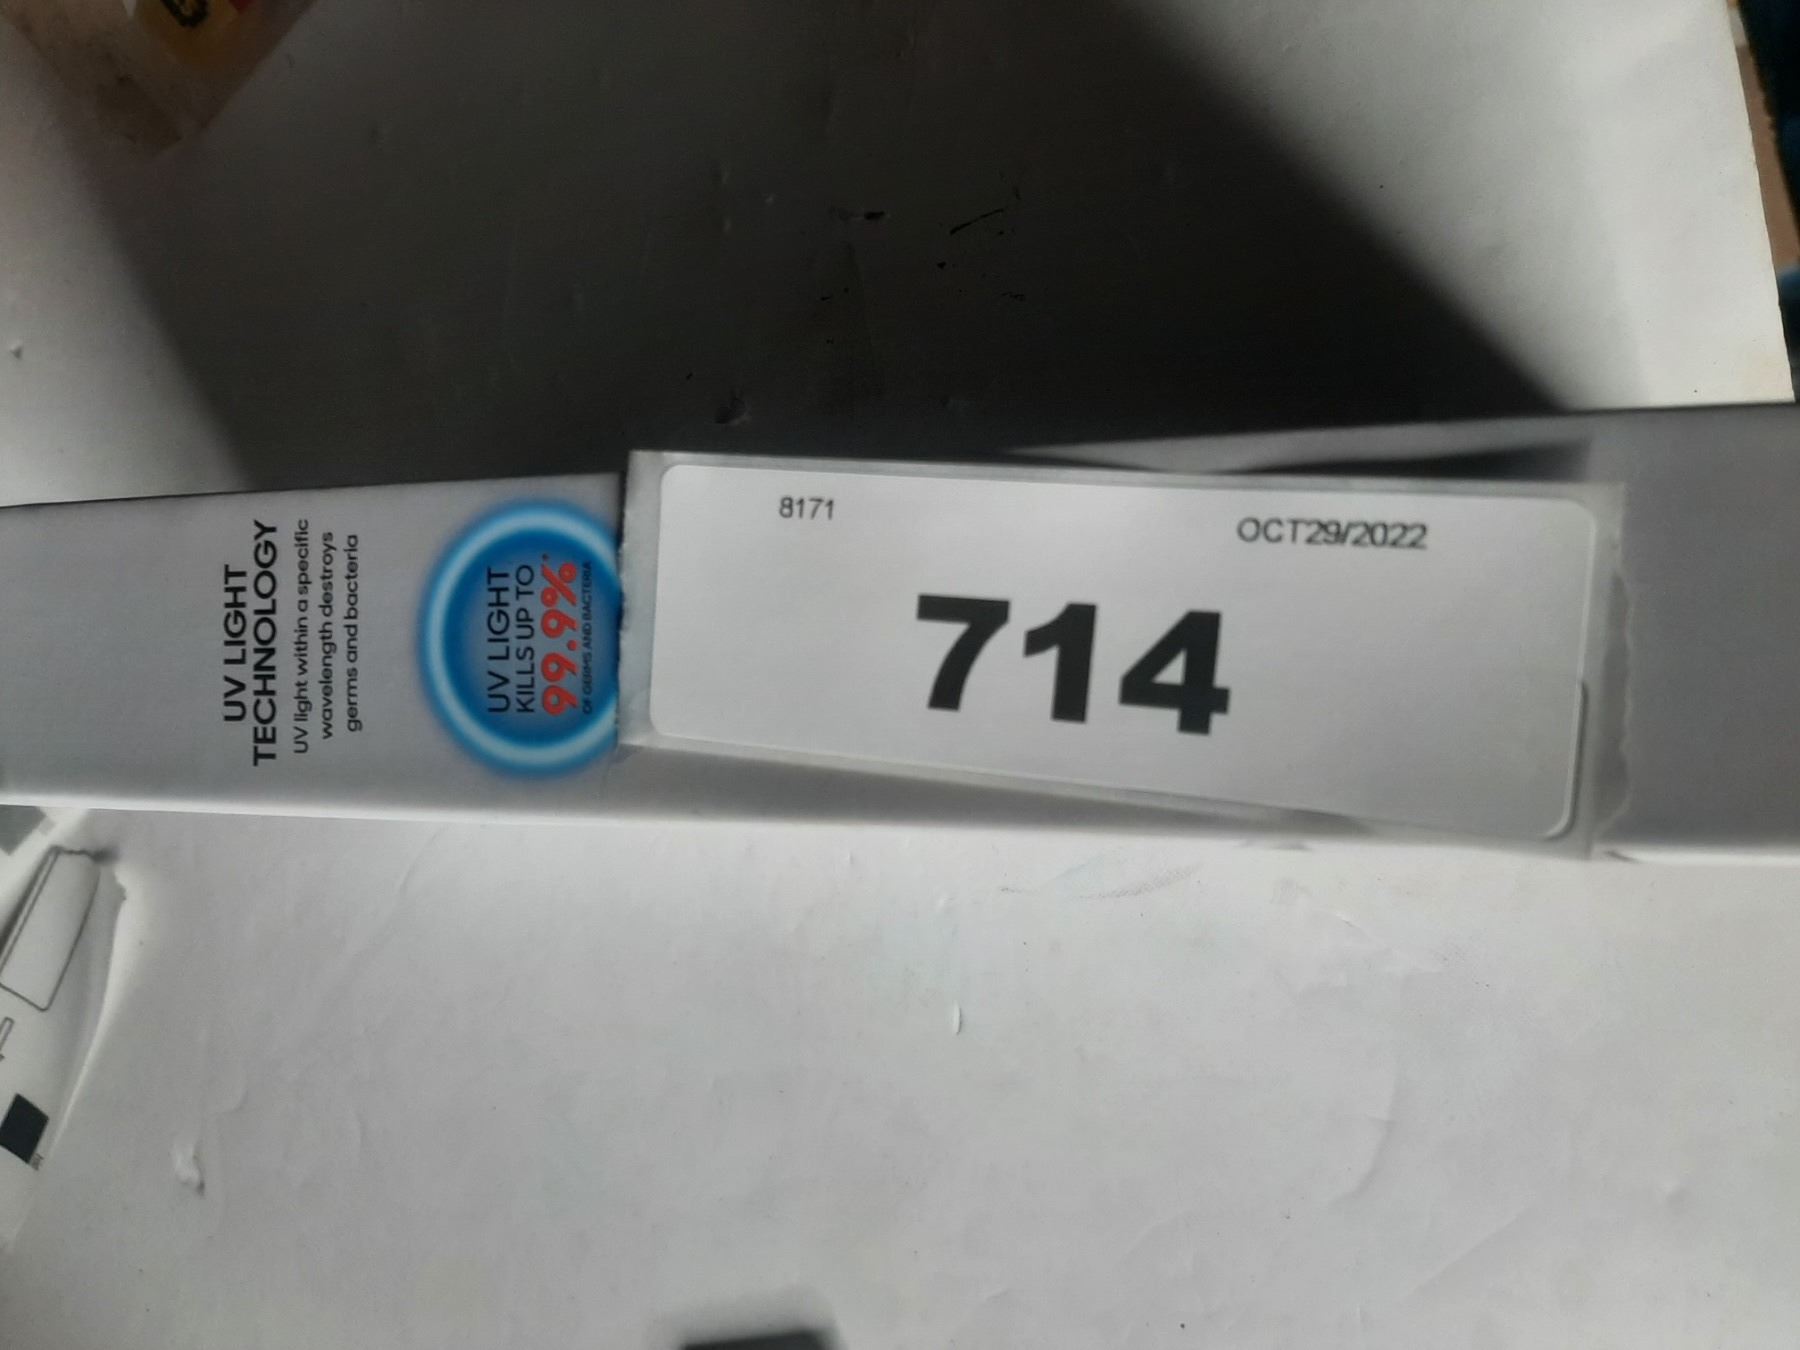 UV LIGHT
TECHNOLOGY
UV light within a specific
wavelength destroys
germs and bacteria
UV LIGHT
KILLS UP TO
99.9%*
OF GERMS AND BACTERIA
8171
OCT29/2022
714